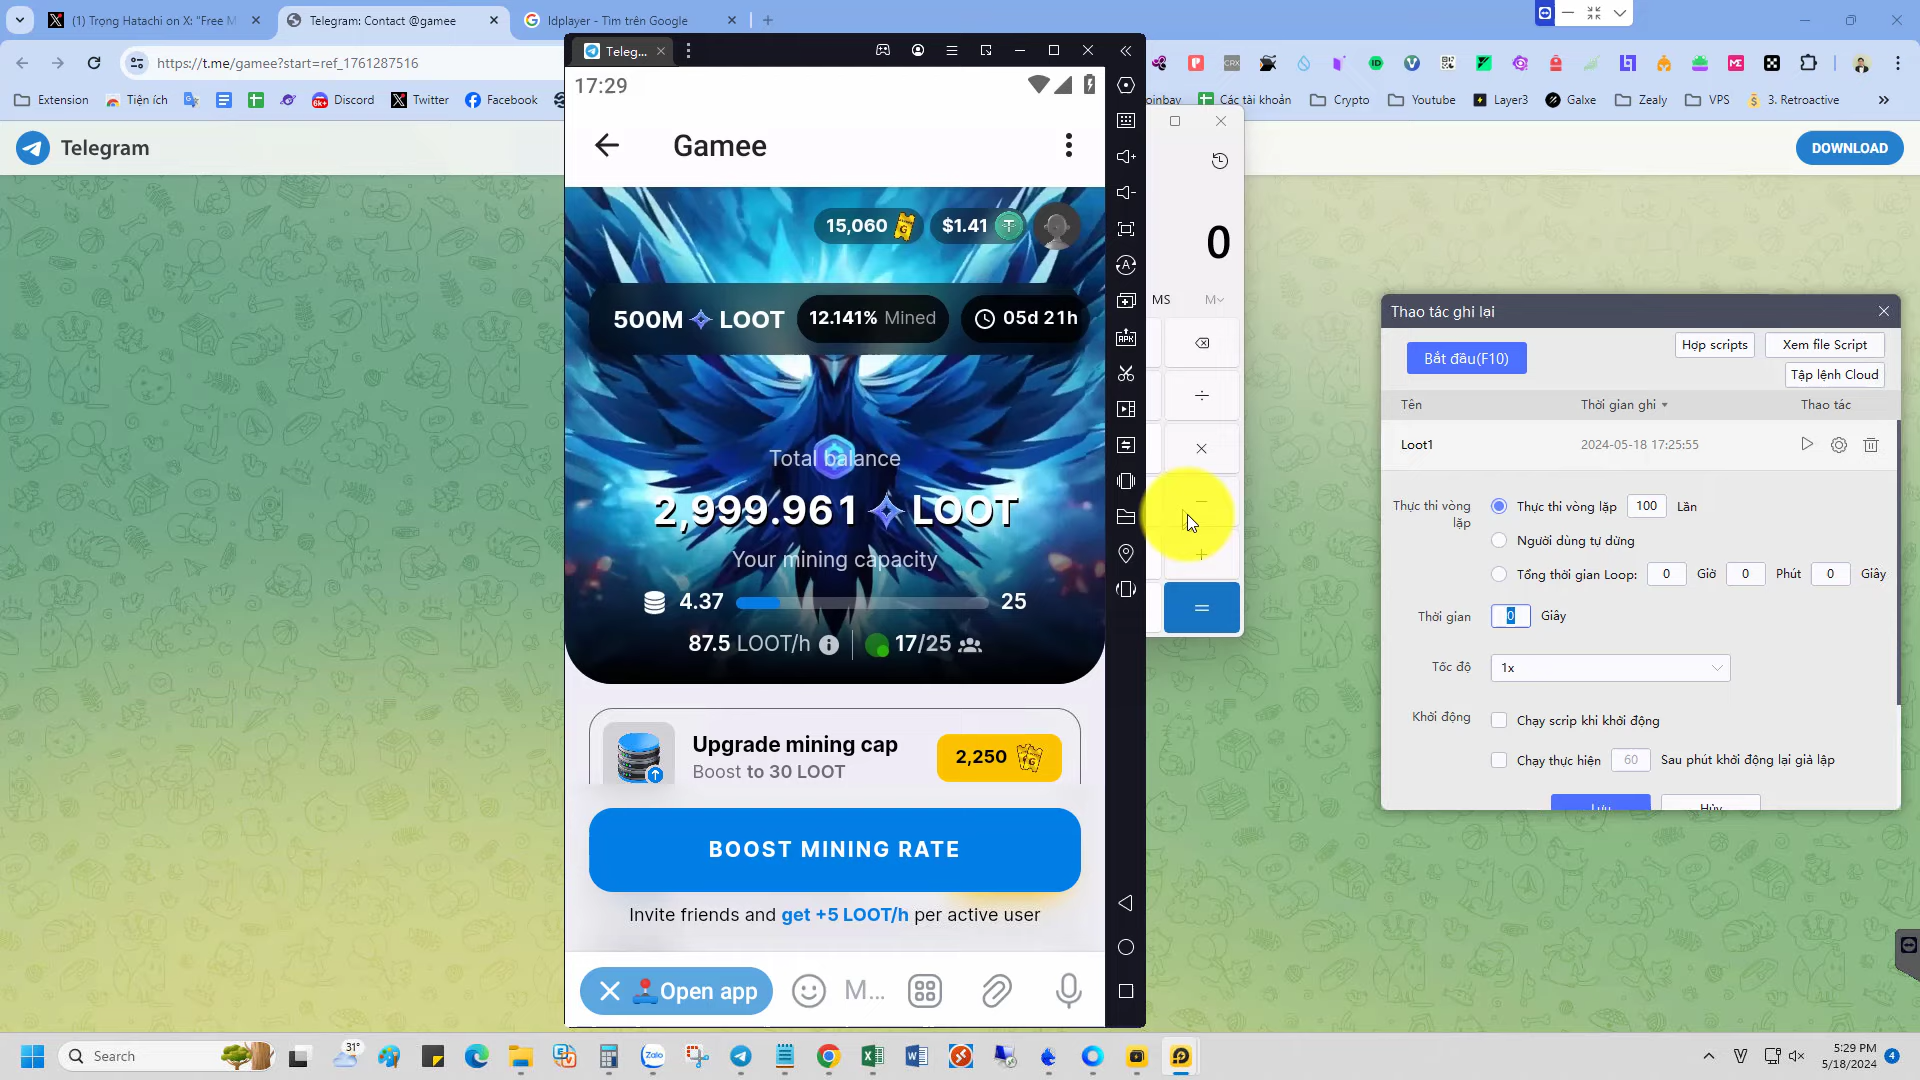 (1) Trọng Hatachi on X: "Free M
Telegram: Contact @gamee
ldplayer - Tìm trên Google
https://t.me/gamee?start=ref_1761287516
Extension
Tiện ích
Discord
Twitter
Facebook
oinbay
Các tài khoản
Crypto
Youtube
Layer3
Galxe
Zealy
VPS
3. Retroactive
Telegram
DOWNLOAD
Teleg...
17:29
Gamee
15,060
$1.41
500M LOOT
12.141% Mined
05d 21h
Total balance
2,999.961 LOOT
Your mining capacity
4.37
25
87.5 LOOT/h
17/25
Upgrade mining cap
Boost to 30 LOOT
2,250
BOOST MINING RATE
Invite friends and get +5 LOOT/h per active user
Open app
M...
0
MS
M
÷
×
−
+
=
Thao tác ghi lại
Bắt đầu(F10)
Hợp scripts
Xem file Script
Tập lệnh Cloud
Tên
Thời gian ghi
Thao tác
Loot1
2024-05-18 17:25:55
Thực thi vòng lặp
Thực thi vòng lặp 100 Lần
Người dùng tự dừng
Tổng thời gian Loop: 0 Giờ 0 Phút 0 Giây
Thời gian 0 Giây
Tốc độ 1x
Khởi động
Chạy scrip khi khởi động
Chạy thực hiện 60 Sau phút khởi động lại giả lập
Lưu
Hủy
Search
31°
Zalo
5:29 PM
5/18/2024
4